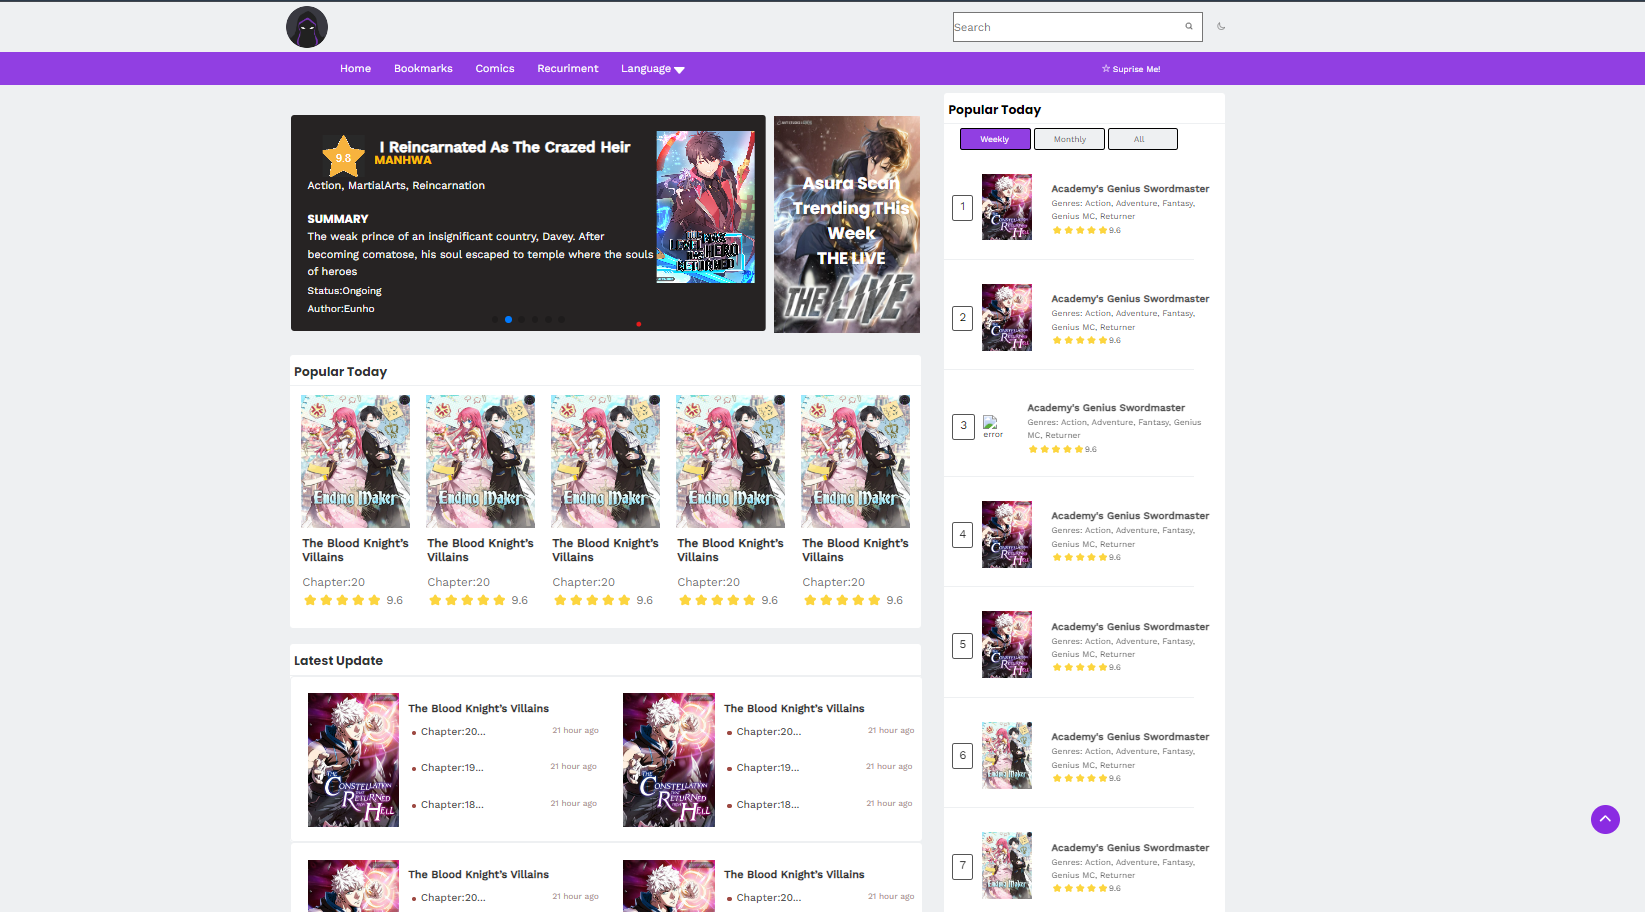 Search
Home
Bookmarks
Comics
Recuriment
Language
☆ Suprise Me!
9.8
I Reincarnated As The Crazed Heir
MANHWA
Action, MartialArts, Reincarnation
SUMMARY
The weak prince of an insignificant country, Davey. After
becoming comatose, his soul escaped to temple where the souls
of heroes
Status:Ongoing
Author:Eunho
Asura Scan
Trending THis
Week
THE LIVE
THE LIVE
Popular Today
The Blood Knight's
Villains
Chapter:20
9.6
The Blood Knight's
Villains
Chapter:20
9.6
The Blood Knight's
Villains
Chapter:20
9.6
The Blood Knight's
Villains
Chapter:20
9.6
The Blood Knight's
Villains
Chapter:20
9.6
Ending Maker
Ending Maker
Ending Maker
Ending Maker
Ending Maker
Latest Update
THE
CONSTELLATION
THAT
RETURNED
FROM
HELL
The Blood Knight's Villains
Chapter:20...
21 hour ago
Chapter:19...
21 hour ago
Chapter:18...
21 hour ago
THE
CONSTELLATION
THAT
RETURNED
FROM
HELL
The Blood Knight's Villains
Chapter:20...
21 hour ago
Chapter:19...
21 hour ago
Chapter:18...
21 hour ago
The Blood Knight's Villains
Chapter:20...
21 hour ago
The Blood Knight's Villains
Chapter:20...
21 hour ago
Popular Today
Weekly
Monthly
All
1
Academy's Genius Swordmaster
Genres: Action, Adventure, Fantasy,
Genius MC, Returner
9.6
2
Academy's Genius Swordmaster
Genres: Action, Adventure, Fantasy,
Genius MC, Returner
9.6
3
error
Academy's Genius Swordmaster
Genres: Action, Adventure, Fantasy, Genius
MC, Returner
9.6
4
Academy's Genius Swordmaster
Genres: Action, Adventure, Fantasy,
Genius MC, Returner
9.6
5
Academy's Genius Swordmaster
Genres: Action, Adventure, Fantasy,
Genius MC, Returner
9.6
6
Academy's Genius Swordmaster
Genres: Action, Adventure, Fantasy,
Genius MC, Returner
9.6
7
Academy's Genius Swordmaster
Genres: Action, Adventure, Fantasy,
Genius MC, Returner
9.6